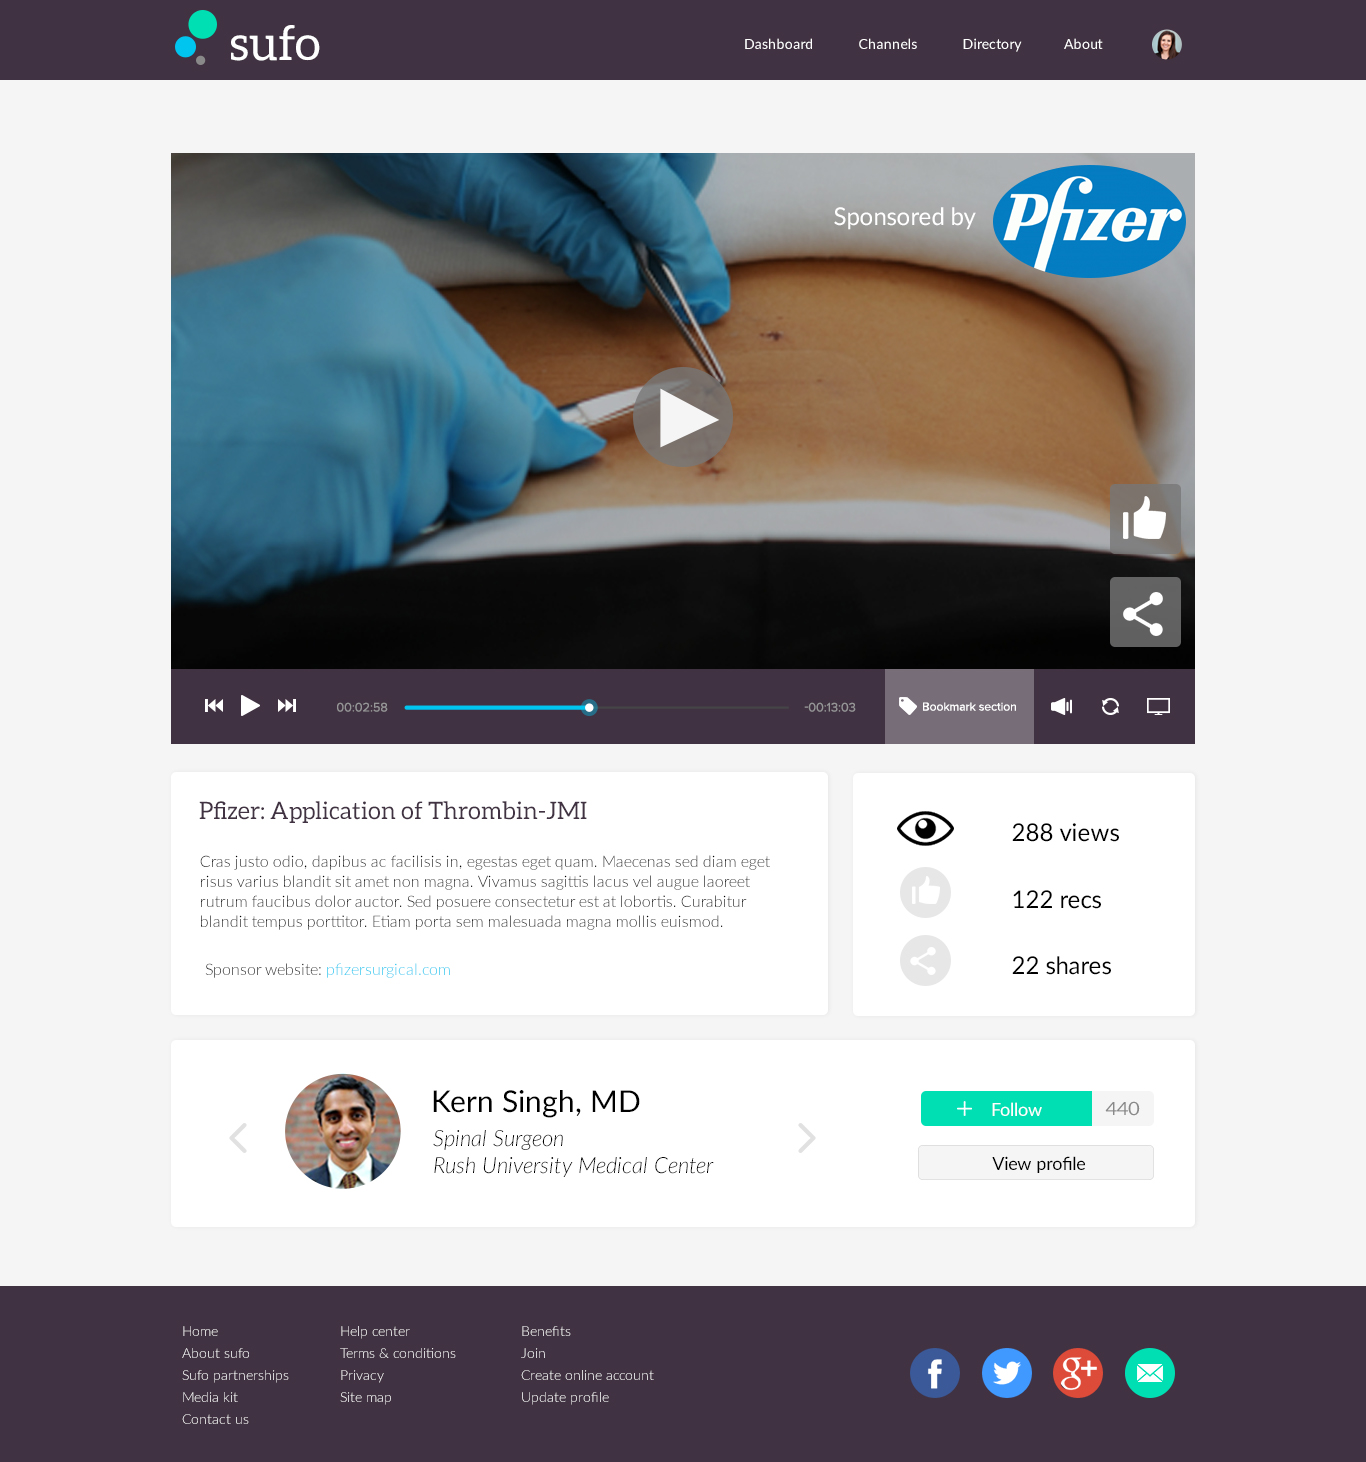 sufo
Dashboard
Channels
Directory
About
Sponsored by
Pfizer
00:02:58
-00:13:03
Bookmark section
Pfizer: Application of Thrombin-JMI
Cras justo odio, dapibus ac facilisis in, egestas eget quam. Maecenas sed diam eget
risus varius blandit sit amet non magna. Vivamus sagittis lacus vel augue laoreet
rutrum faucibus dolor auctor. Sed posuere consectetur est at lobortis. Curabitur
blandit tempus porttitor. Etiam porta sem malesuada magna mollis euismod.
Sponsor website: pfizersurgical.com
288 views
122 recs
22 shares
Kern Singh, MD
Spinal Surgeon
Rush University Medical Center
+ Follow
440
View profile
Home
About sufo
Sufo partnerships
Media kit
Contact us
Help center
Terms & conditions
Privacy
Site map
Benefits
Join
Create online account
Update profile
f
g+